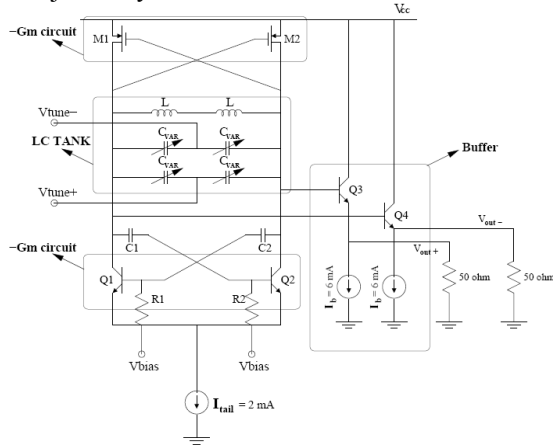 Vcc
−Gm circuit
M1
M2
L
L
Vtune−
CVAR
CVAR
LC TANK
CVAR
CVAR
Buffer
Vtune+
Q3
Q4
Vout −
Vout +
C1
C2
−Gm circuit
Q1
Q2
Ib = 6 mA
Ib = 6 mA
50 ohm
50 ohm
R1
R2
Vbias
Vbias
Itail = 2 mA